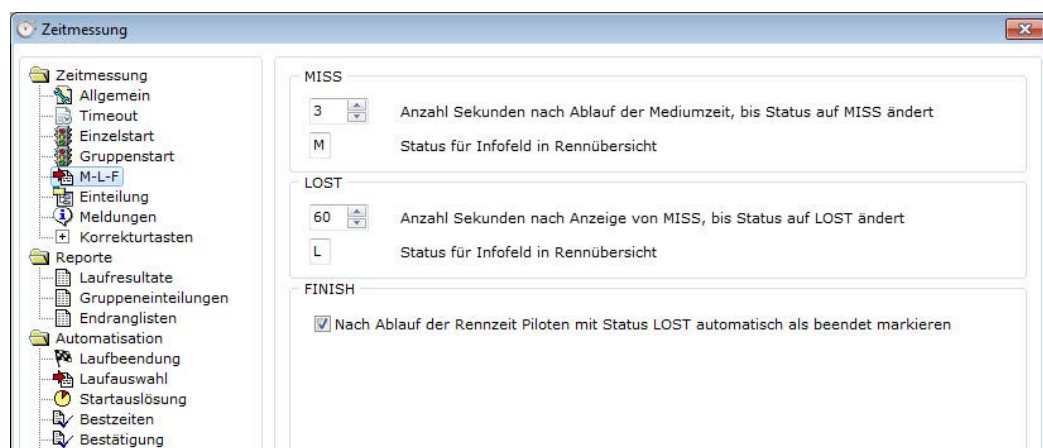 Zeitmessung
Zeitmessung
Allgemein
Timeout
Einzelstart
Gruppenstart
M-L-F
Einteilung
Meldungen
Korrekturtasten
Reporte
Laufresultate
Gruppeneinteilungen
Endranglisten
Automatisation
Laufbeendung
Laufauswahl
Startauslösung
Bestzeiten
Bestätigung
MISS
3 Anzahl Sekunden nach Ablauf der Mediumzeit, bis Status auf MISS ändert
M Status für Infofeld in Rennübersicht
LOST
60 Anzahl Sekunden nach Anzeige von MISS, bis Status auf LOST ändert
L Status für Infofeld in Rennübersicht
FINISH
Nach Ablauf der Rennzeit Piloten mit Status LOST automatisch als beendet markieren